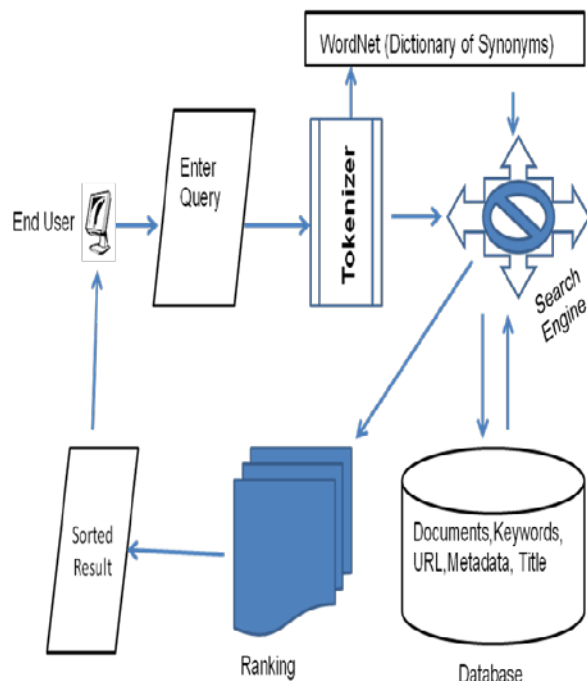 WordNet (Dictionary of Synonyms)
Enter
Query
Tokenizer
End User
Search
Engine
Sorted
Result
Documents,Keywords,
URL,Metadata, Title
Ranking
Database